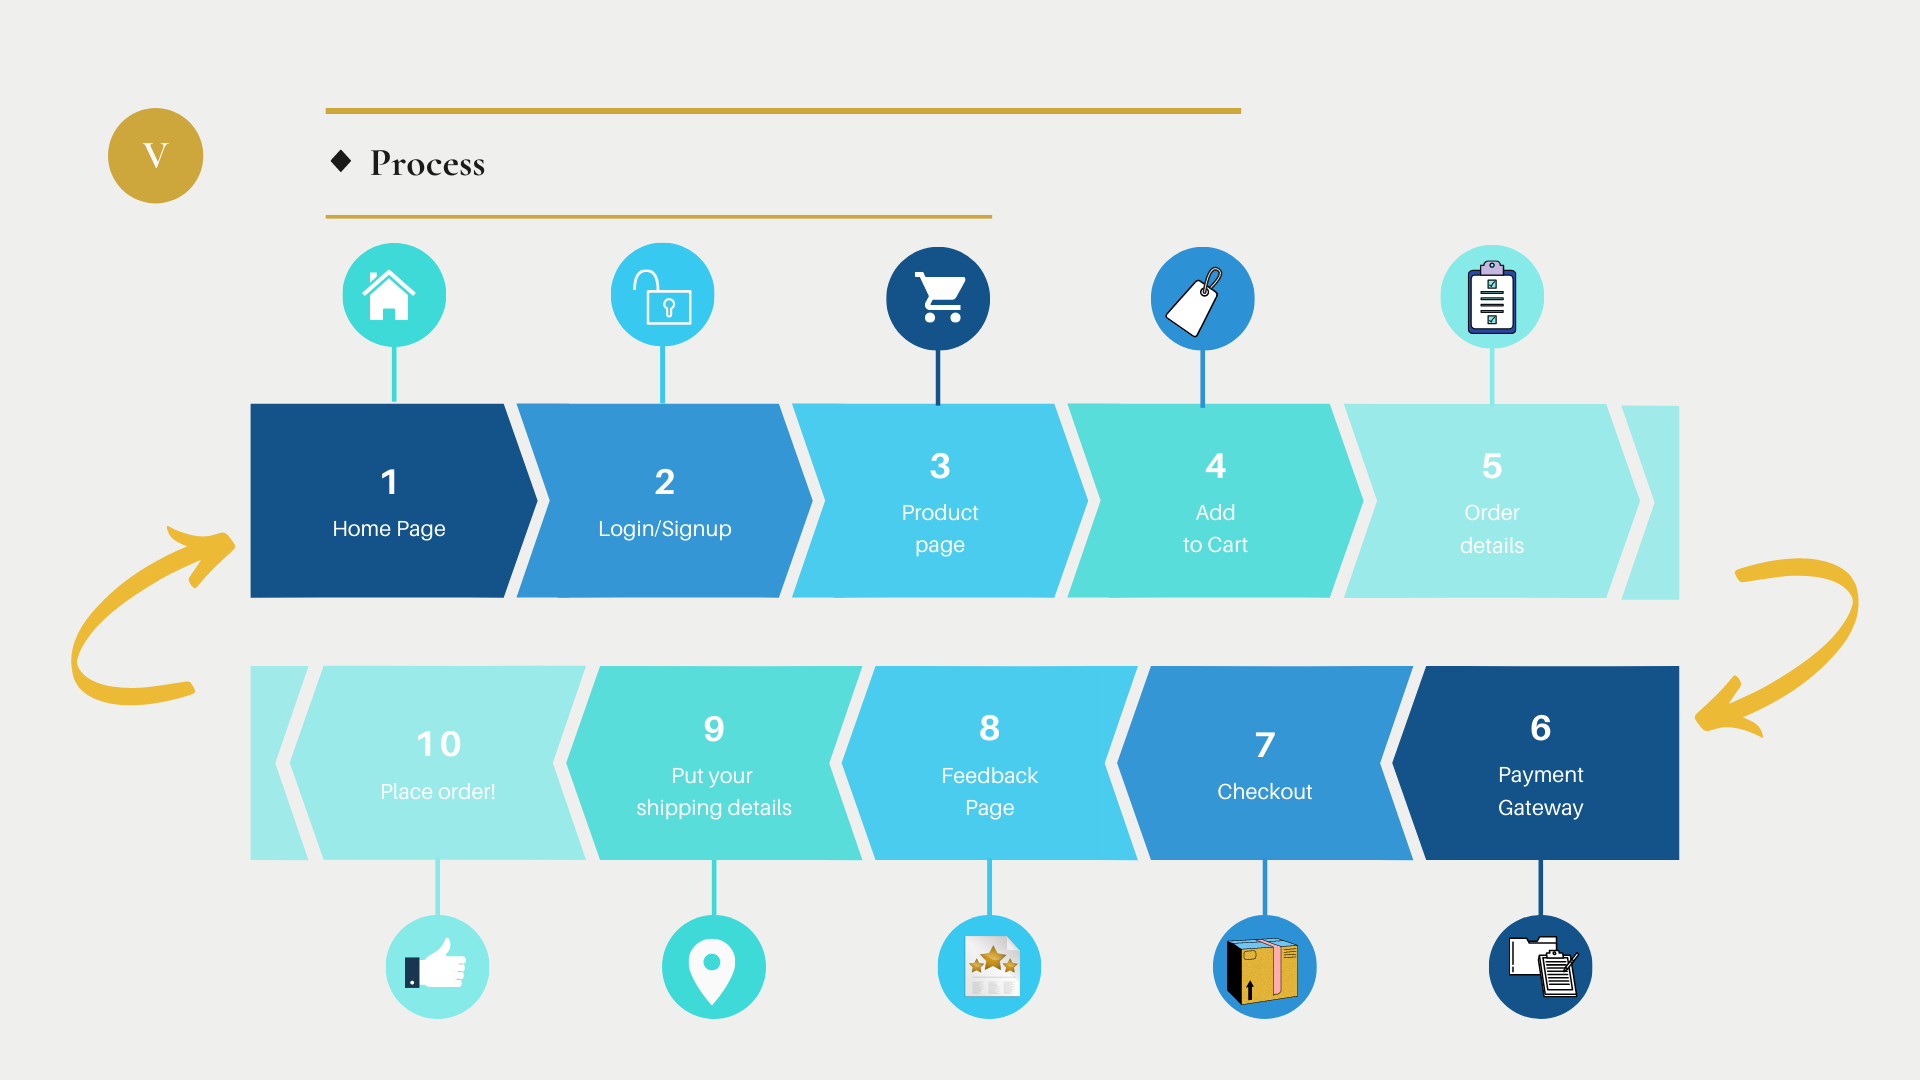 V
Process
1
Home Page
2
Login/Signup
3
Product
page
4
Add
to Cart
5
Order
details
10
Place order!
9
Put your
shipping details
8
Feedback
Page
7
Checkout
6
Payment
Gateway